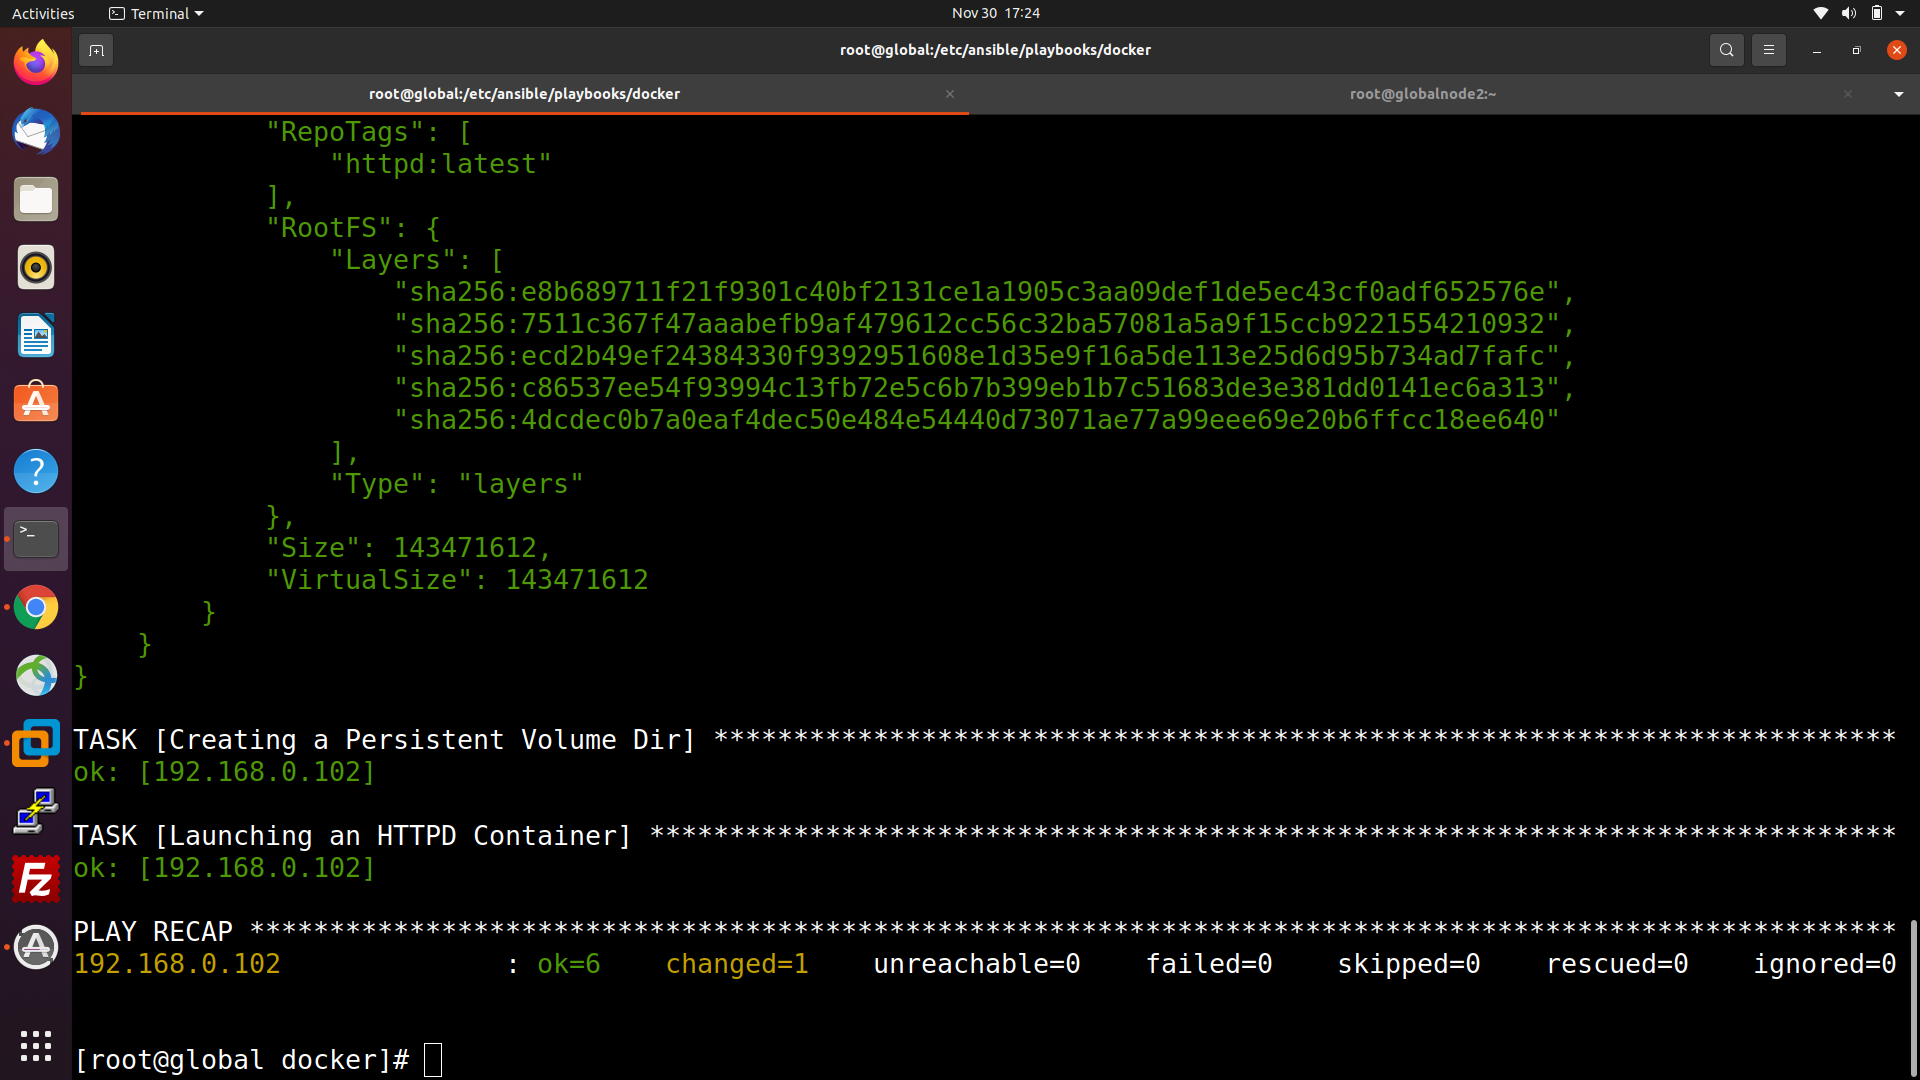 Activities Terminal Nov 30 17:24
root@global:/etc/ansible/playbooks/docker
root@global:/etc/ansible/playbooks/docker root@globalnode2:~
"RepoTags": [
"httpd:latest"
],
"RootFS": {
"Layers": [
"sha256:e8b689711f21f9301c40bf2131ce1a1905c3aa09def1de5ec43cf0adf652576e",
"sha256:7511c367f47aaabefb9af479612cc56c32ba57081a5a9f15ccb9221554210932",
"sha256:ecd2b49ef24384330f9392951608e1d35e9f16a5de113e25d6d95b734ad7fafc",
"sha256:c86537ee54f93994c13fb72e5c6b7b399eb1b7c51683de3e381dd0141ec6a313",
"sha256:4dcdec0b7a0eaf4dec50e484e54440d73071ae77a99eee69e20b6ffcc18ee640"
],
"Type": "layers"
},
"Size": 143471612,
"VirtualSize": 143471612
}
}
}
TASK [Creating a Persistent Volume Dir] **************************************************************************
ok: [192.168.0.102]
TASK [Launching an HTTPD Container] ******************************************************************************
ok: [192.168.0.102]
PLAY RECAP *******************************************************************************************************
192.168.0.102 : ok=6 changed=1 unreachable=0 failed=0 skipped=0 rescued=0 ignored=0
[root@global docker]#